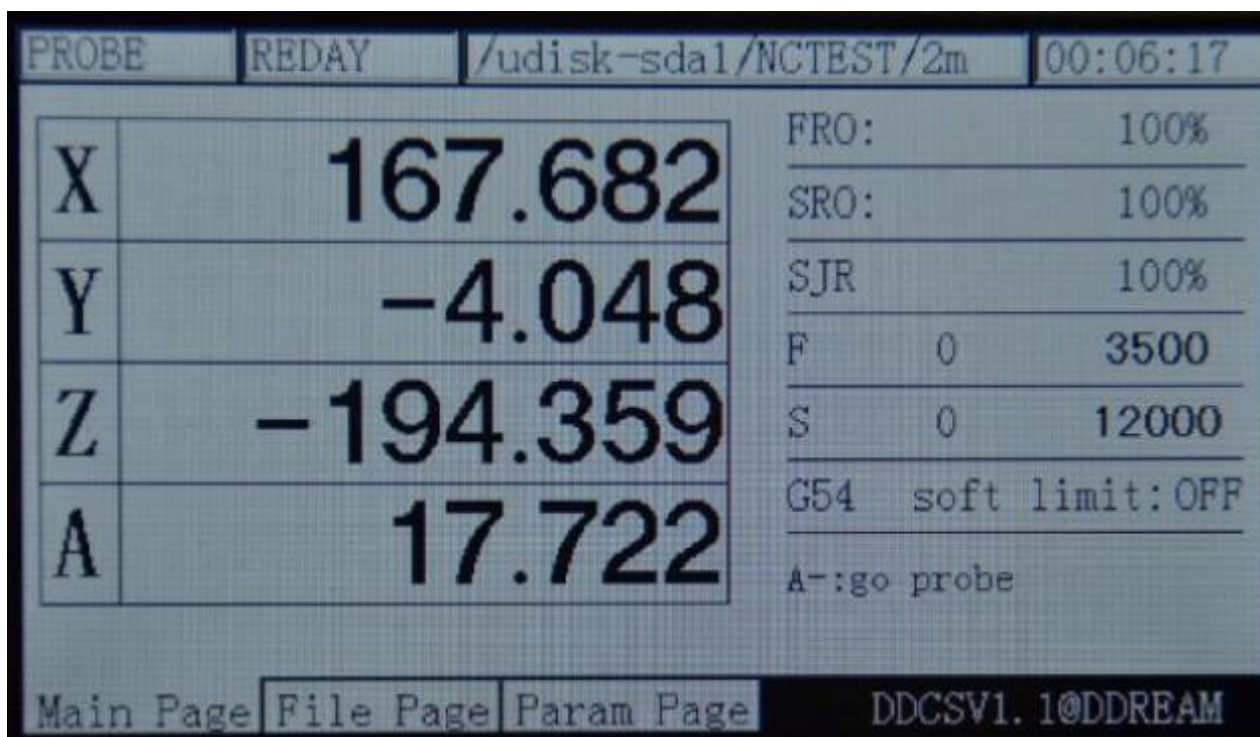 PROBE REDAY /udisk-sda1/NCTEST/2m 00:06:17
X 167.682
Y -4.048
Z -194.359
A 17.722
FRO: 100%
SRO: 100%
SJR 100%
F 0 3500
S 0 12000
G54 soft limit:OFF
A-:go probe
Main Page File Page Param Page DDCSV1.1@DDREAM